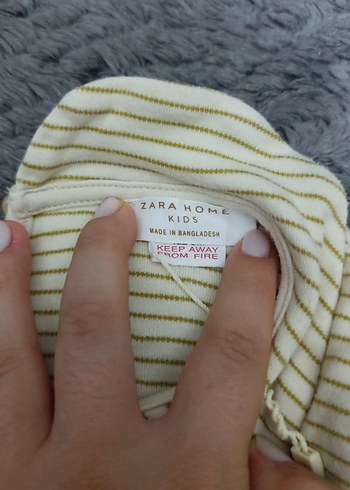 ZARA HOME
KIDS
MADE IN BANGLADESH
KEEP AWAY
FROM FIRE